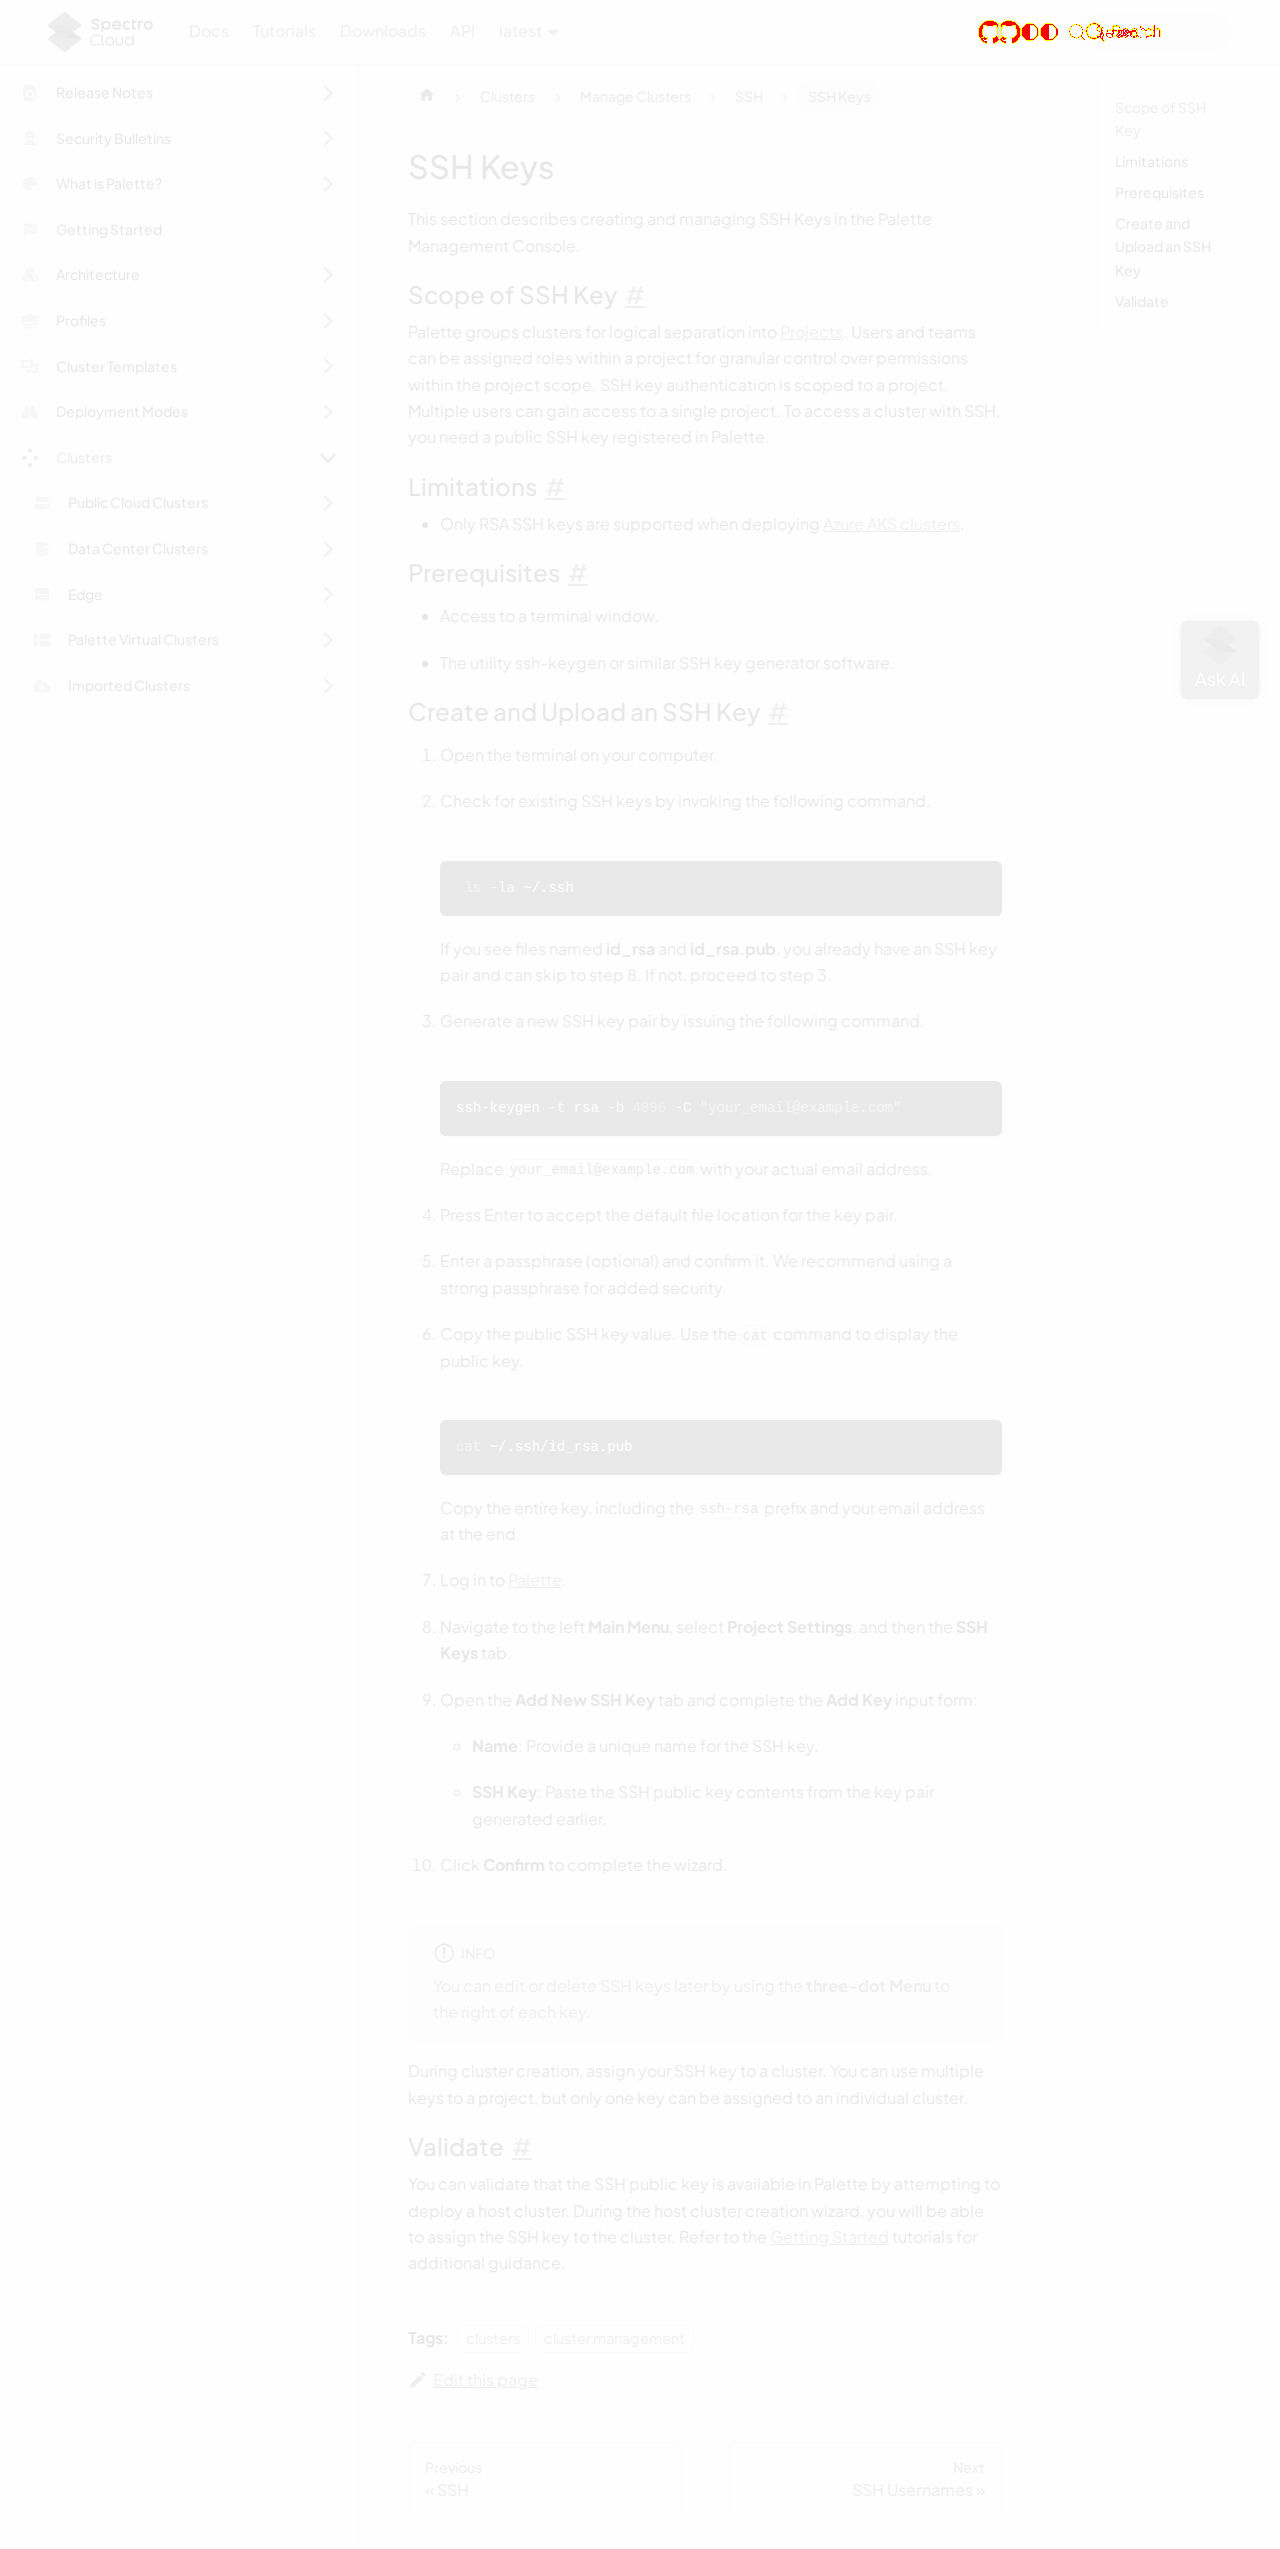 Spectro
Cloud
Docs
Tutorials
Downloads
API
latest
Search
Release Notes
Security Bulletins
What is Palette?
Getting Started
Architecture
Profiles
Cluster Templates
Deployment Modes
Clusters
Public Cloud Clusters
Data Center Clusters
Edge
Palette Virtual Clusters
Imported Clusters
Clusters
Manage Clusters
SSH
SSH Keys
SSH Keys
This section describes creating and managing SSH Keys in the Palette
Management Console.
Scope of SSH Key #
Palette groups clusters for logical separation into Projects. Users and teams
can be assigned roles within a project for granular control over permissions
within the project scope. SSH key authentication is scoped to a project.
Multiple users can gain access to a single project. To access a cluster with SSH,
you need a public SSH key registered in Palette.
Limitations #
Only RSA SSH keys are supported when deploying Azure AKS clusters.
Prerequisites #
Access to a terminal window.
The utility ssh-keygen or similar SSH key generator software.
Create and Upload an SSH Key #
1. Open the terminal on your computer.
2. Check for existing SSH keys by invoking the following command.
ls -la ~/.ssh
If you see files named id_rsa and id_rsa.pub, you already have an SSH key
pair and can skip to step 8. If not, proceed to step 3.
3. Generate a new SSH key pair by issuing the following command.
ssh-keygen -t rsa -b 4096 -C "your_email@example.com"
Replace your_email@example.com with your actual email address.
4. Press Enter to accept the default file location for the key pair.
5. Enter a passphrase (optional) and confirm it. We recommend using a
strong passphrase for added security.
6. Copy the public SSH key value. Use the cat command to display the
public key.
cat ~/.ssh/id_rsa.pub
Copy the entire key, including the ssh-rsa prefix and your email address
at the end.
7. Log in to Palette.
8. Navigate to the left Main Menu, select Project Settings, and then the SSH
Keys tab.
9. Open the Add New SSH Key tab and complete the Add Key input form:
Name: Provide a unique name for the SSH key.
SSH Key: Paste the SSH public key contents from the key pair
generated earlier.
10. Click Confirm to complete the wizard.
INFO
You can edit or delete SSH keys later by using the three-dot Menu to
the right of each key.
During cluster creation, assign your SSH key to a cluster. You can use multiple
keys to a project, but only one key can be assigned to an individual cluster.
Validate #
You can validate that the SSH public key is available in Palette by attempting to
deploy a host cluster. During the host cluster creation wizard, you will be able
to assign the SSH key to the cluster. Refer to the Getting Started tutorials for
additional guidance.
Tags: clusters cluster management
Edit this page
Previous
« SSH
Next
SSH Usernames »
Scope of SSH
Key
Limitations
Prerequisites
Create and
Upload an SSH
Key
Validate
Ask AI